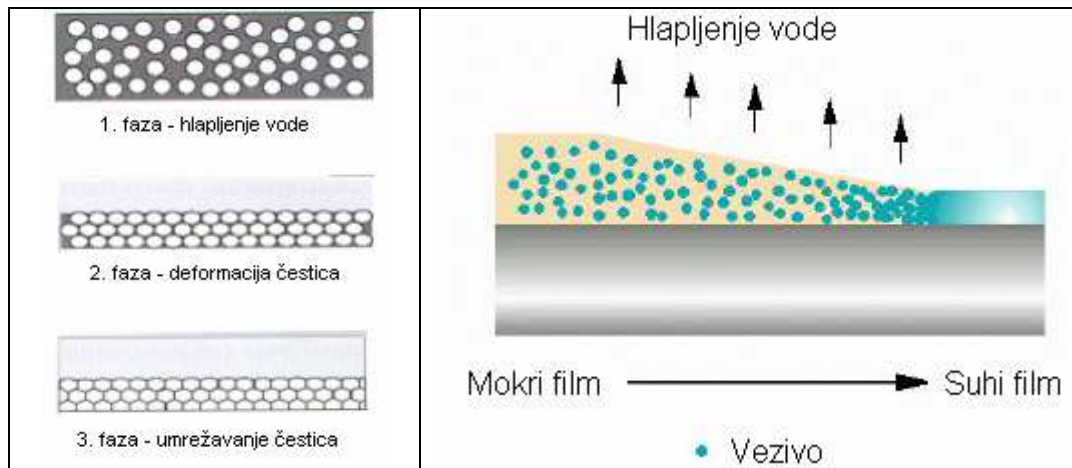 1. faza - hlapljenje vode
2. faza - deformacija čestica
3. faza - umrežavanje čestica
Hlapljenje vode
Mokri film
Suhi film
Vezivo